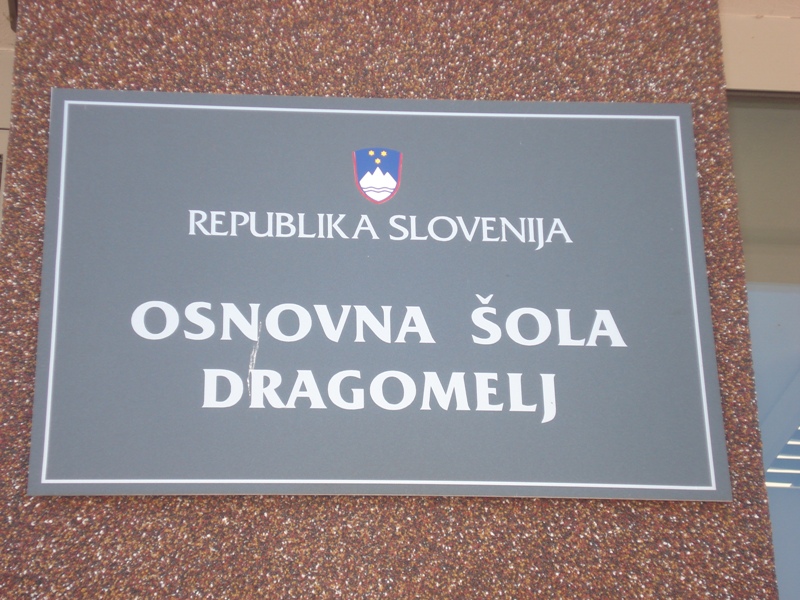 REPUBLIKA SLOVENIJA
OSNOVNA ŠOLA
DRAGOMELJ